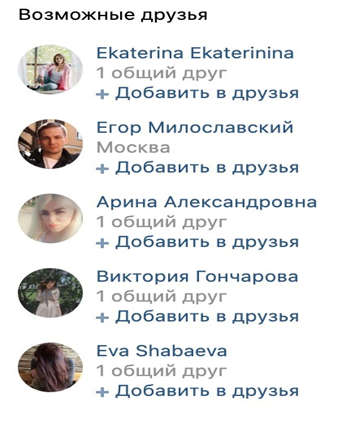 Возможные друзья
Ekaterina Ekaterinina
1 общий друг
+ Добавить в друзья
Егор Милославский
Москва
+ Добавить в друзья
Арина Александровна
1 общий друг
+ Добавить в друзья
Виктория Гончарова
1 общий друг
+ Добавить в друзья
Eva Shabaeva
1 общий друг
+ Добавить в друзья